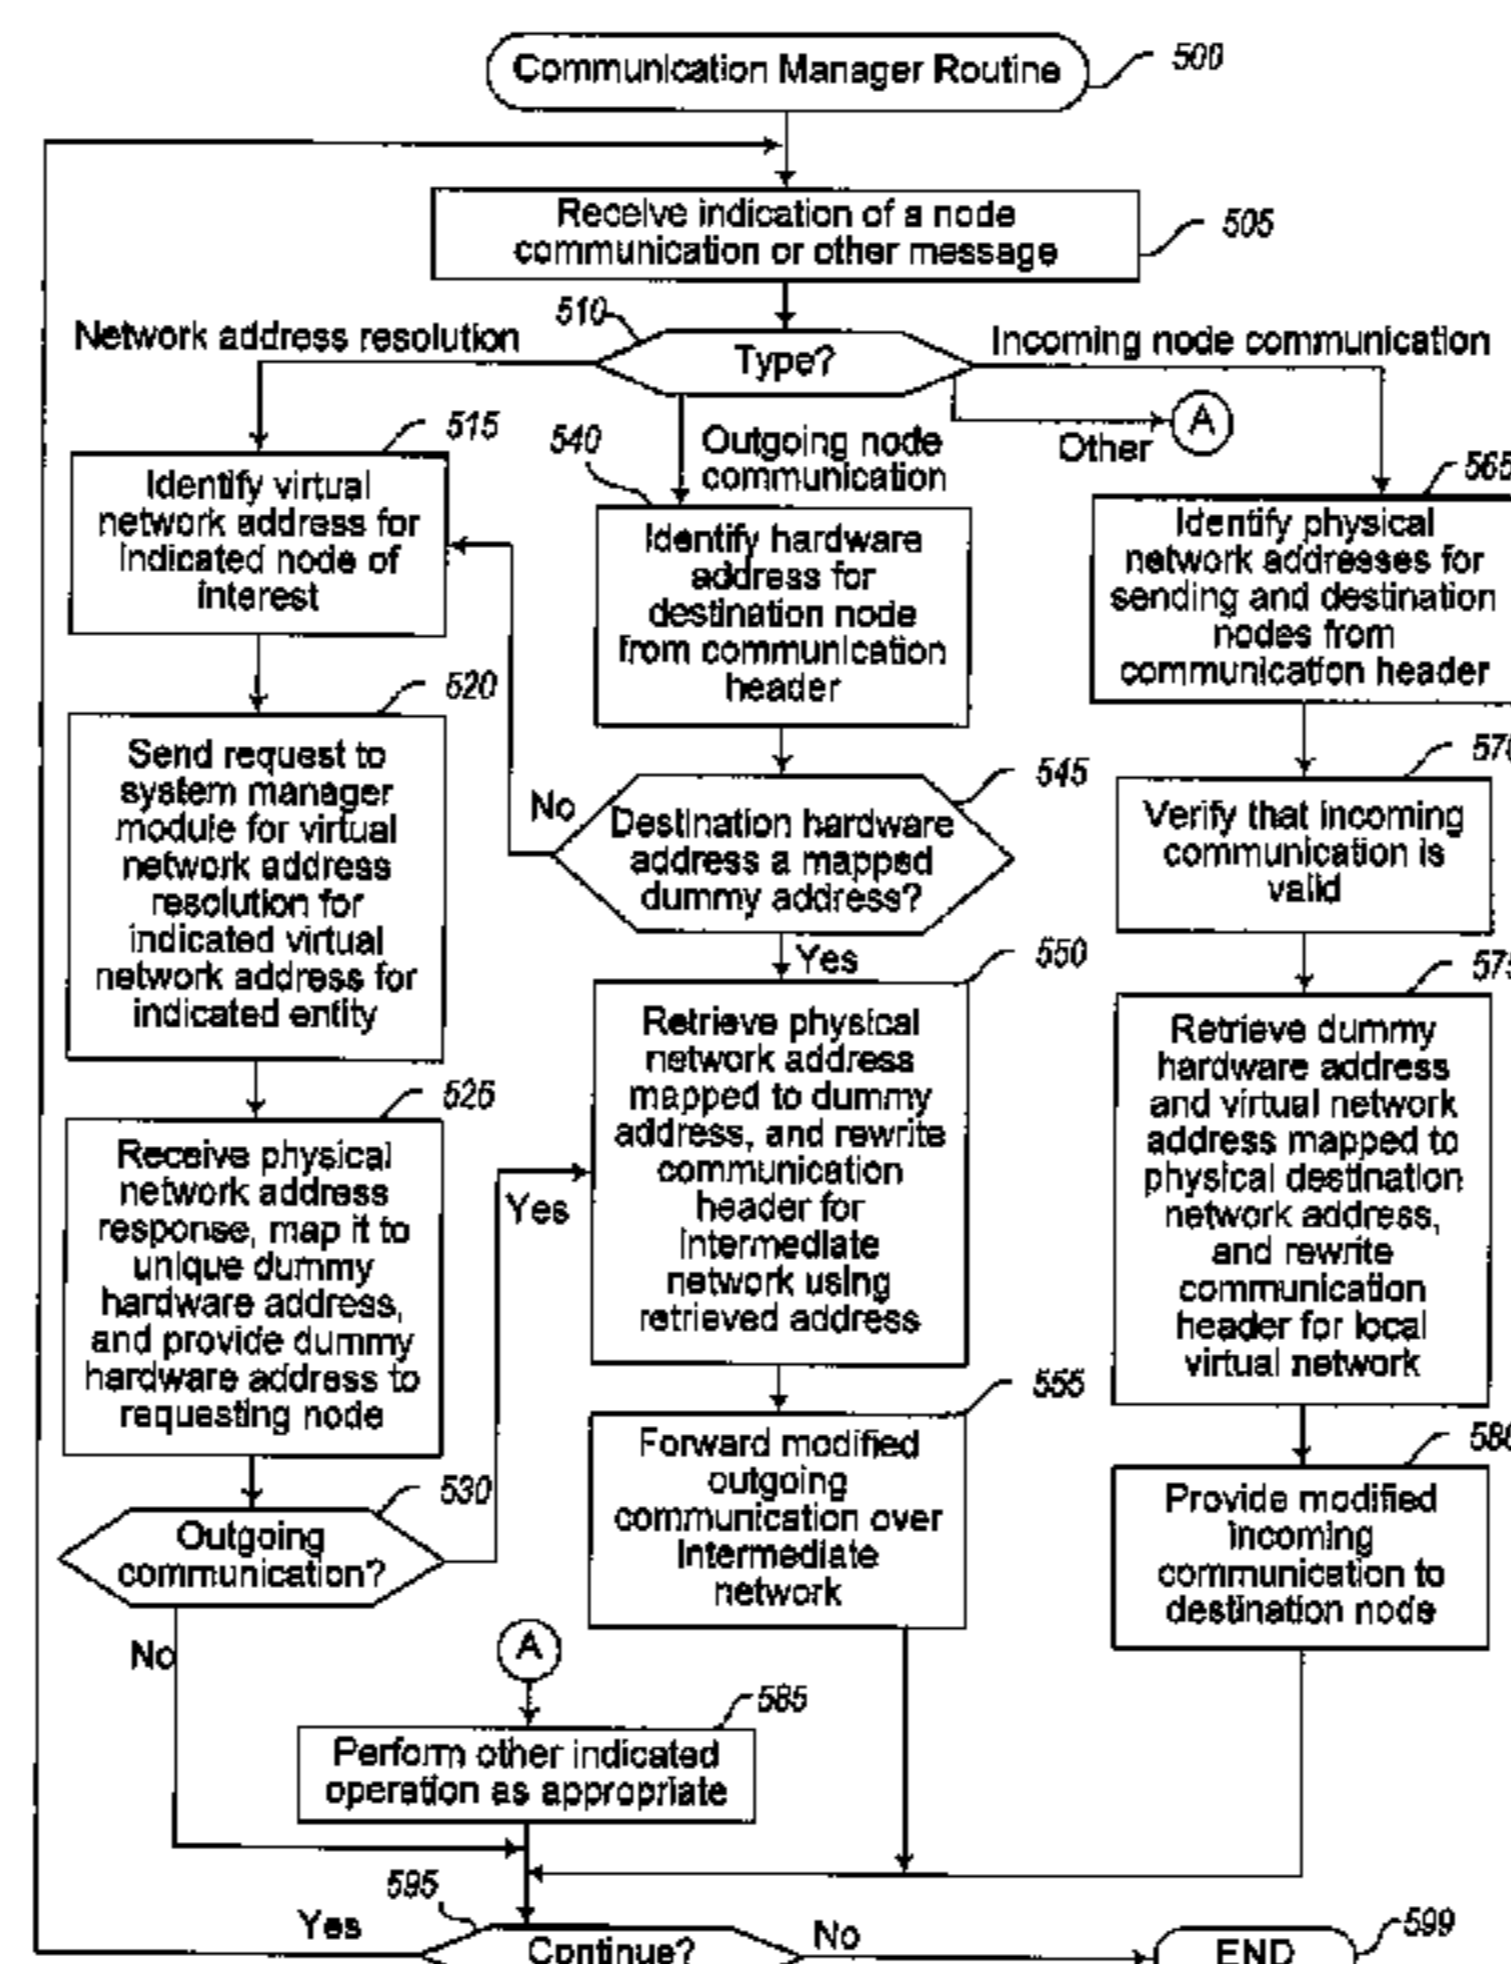 Communication Manager Routine
500
Receive indication of a node
communication or other message
505
510
Type?
Network address resolution
Incoming node communication
Outgoing node
communication
Other
A
515
Identify virtual
network address for
indicated node of
interest
520
Send request to
system manager
module for virtual
network address
resolution for
indicated virtual
network address for
indicated entity
525
Receive physical
network address
response, map it to
unique dummy
hardware address,
and provide dummy
hardware address to
requesting node
530
Outgoing
communication?
Yes
No
540
Identify hardware
address for
destination node
from communication
header
545
Destination hardware
address a mapped
dummy address?
No
Yes
550
Retrieve physical
network address
mapped to dummy
address, and rewrite
communication
header for
intermediate
network using
retrieved address
555
Forward modified
outgoing
communication over
intermediate
network
565
Identify physical
network addresses for
sending and destination
nodes from
communication header
570
Verify that incoming
communication is
valid
575
Retrieve dummy
hardware address
and virtual network
address mapped to
physical destination
network address,
and rewrite
communication
header for local
virtual network
580
Provide modified
incoming
communication to
destination node
A
585
Perform other indicated
operation as appropriate
595
Continue?
Yes
No
END
599